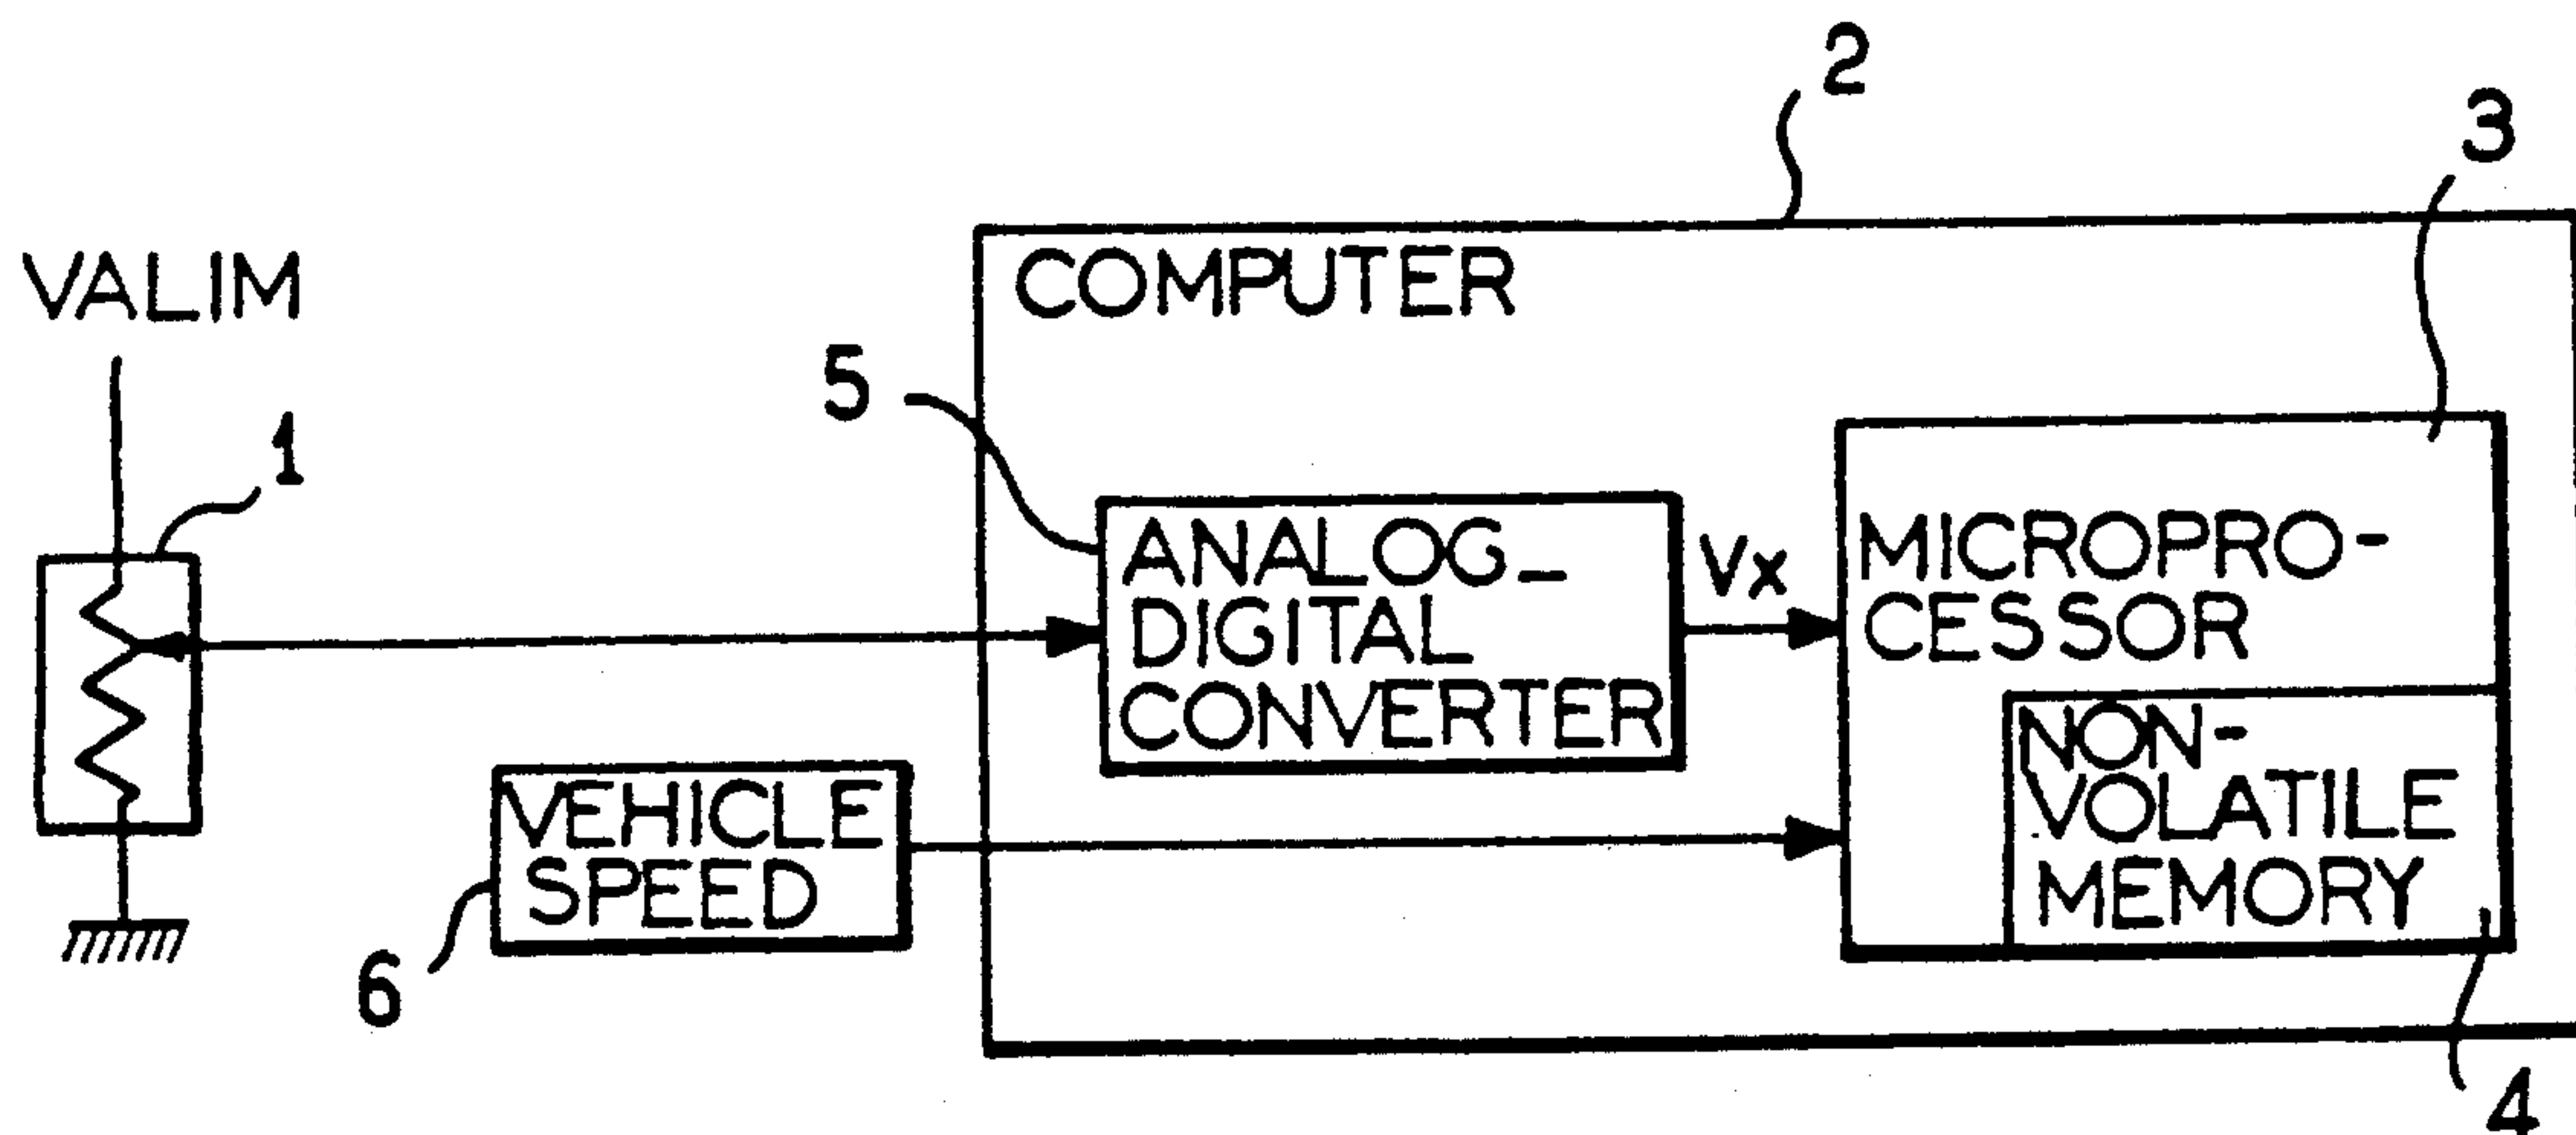 2
3
VALIM
COMPUTER
5
1
ANALOG_
DIGITAL
CONVERTER
Vx
MICROPRO-
CESSOR
NON-
VOLATILE
MEMORY
VEHICLE
SPEED
6
4